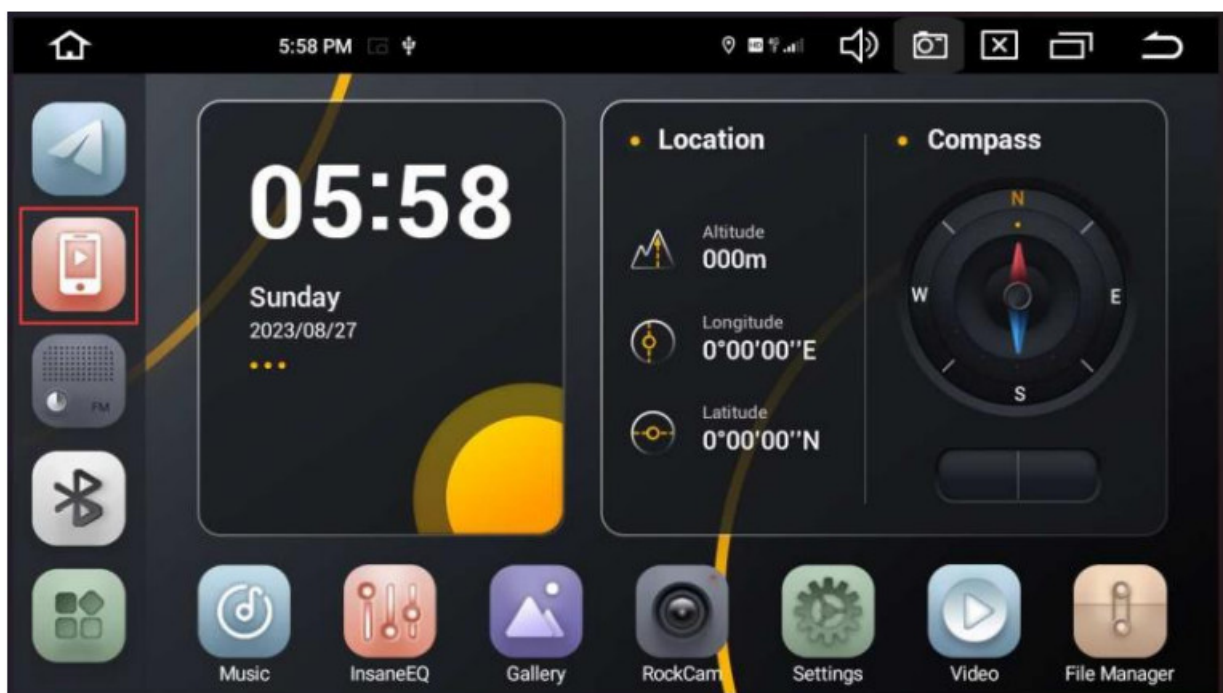 5:58 PM
05:58
Sunday
2023/08/27
Location
Altitude
000m
Longitude
0°00'00''E
Latitude
0°00'00''N
Compass
N
W
E
S
FM
Music
InsaneEQ
Gallery
RockCam
Settings
Video
File Manager